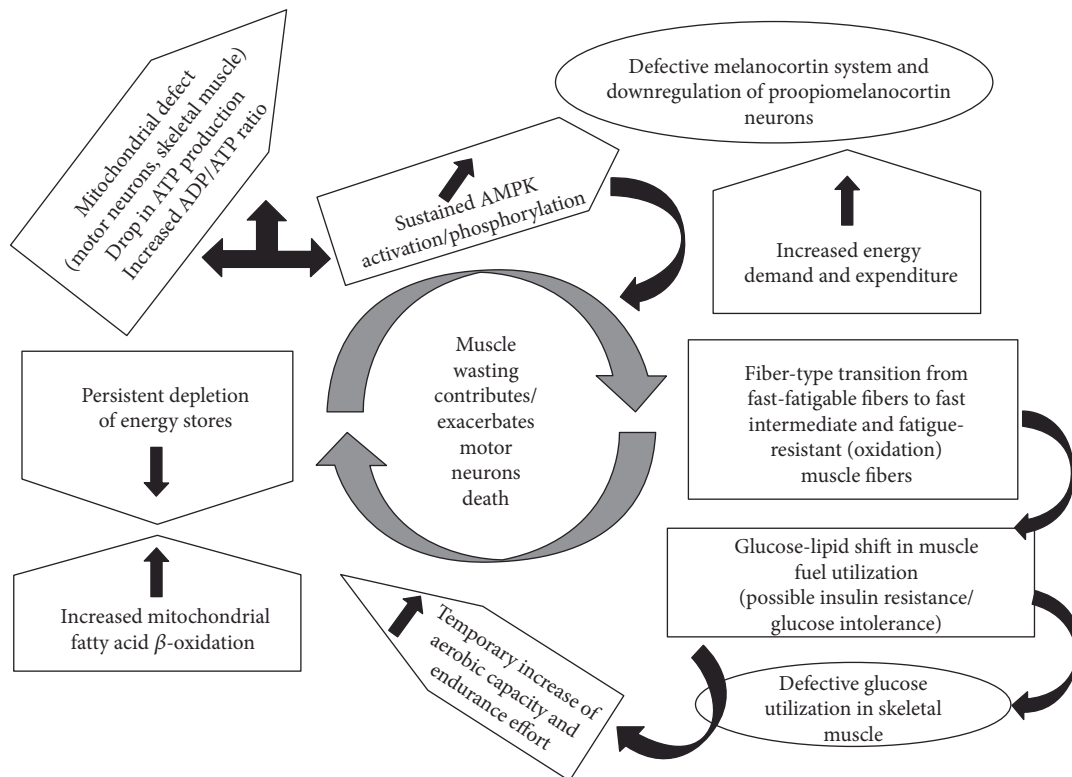 Mitochondrial defect
(motor neurons, skeletal muscle)
Drop in ATP production
Increased ADP/ATP ratio
Sustained AMPK
activation/phosphorylation
Defective melanocortin system and
downregulation of proopiomelanocortin
neurons
Increased energy
demand and expenditure
Muscle
wasting
contributes/
exacerbates
motor
neurons
death
Persistent depletion
of energy stores
Fiber-type transition from
fast-fatigable fibers to fast
intermediate and fatigue-
resistant (oxidation)
muscle fibers
Glucose-lipid shift in muscle
fuel utilization
(possible insulin resistance/
glucose intolerance)
Increased mitochondrial
fatty acid β-oxidation
Temporary increase of
aerobic capacity and
endurance effort
Defective glucose
utilization in skeletal
muscle